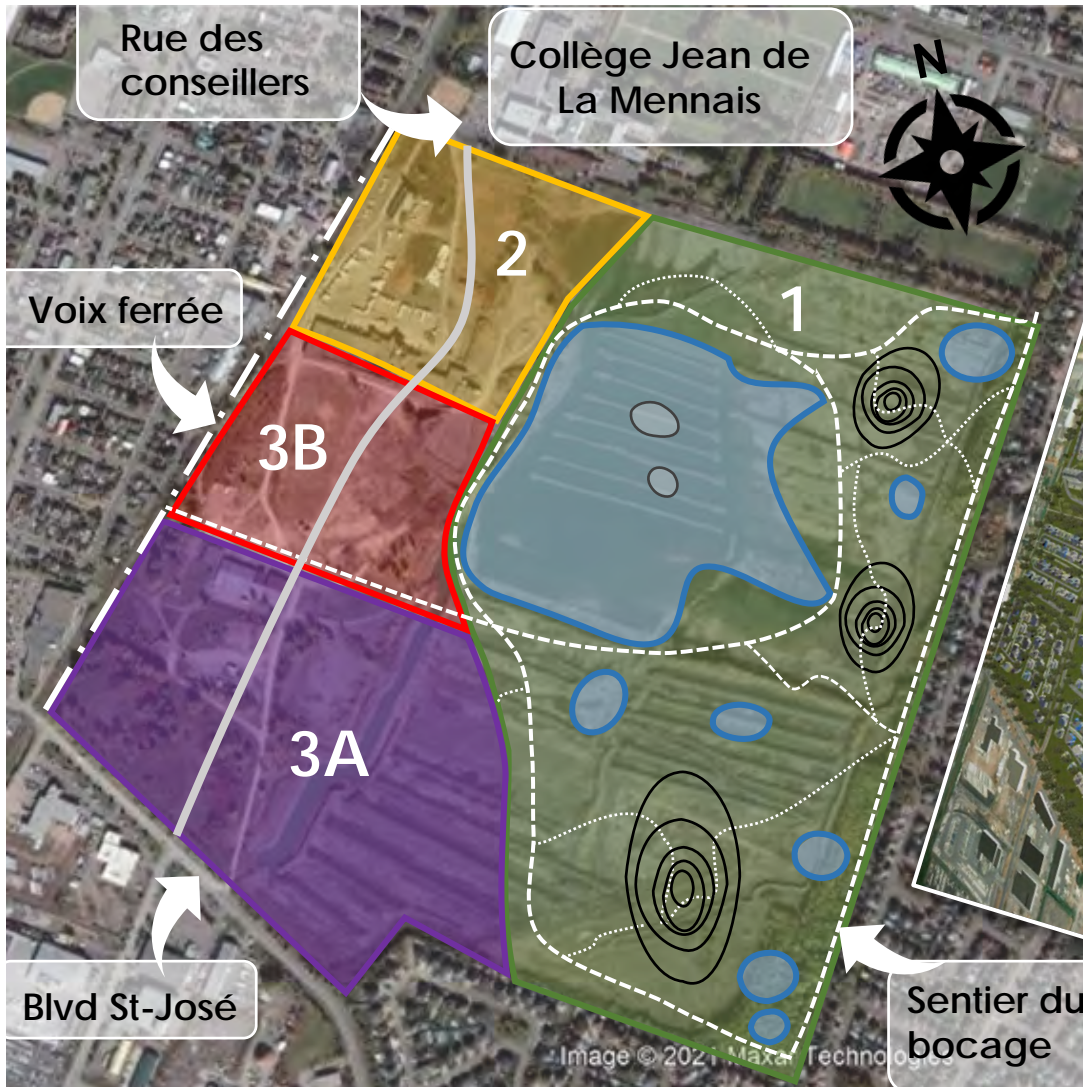 Rue des
conseillers
Collège Jean de
La Mennais
N
2
1
Voix ferrée
3B
3A
Blvd St-José
Sentier du
bocage
Image © 2021 Maxar Technologies